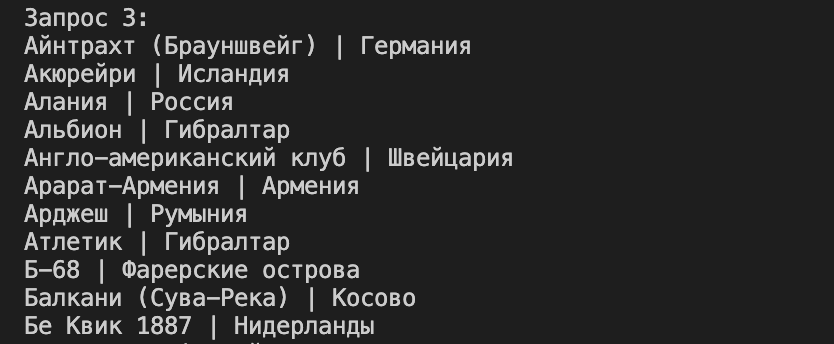 Запрос 3:
Айнтрахт (Брауншвейг) | Германия
Акюрейри | Исландия
Алания | Россия
Альбион | Гибралтар
Англо-американский клуб | Швейцария
Арарат-Армения | Армения
Арджеш | Румыния
Атлетик | Гибралтар
Б-68 | Фарерские острова
Балкани (Сува-Река) | Косово
Бе Квик 1887 | Нидерланды